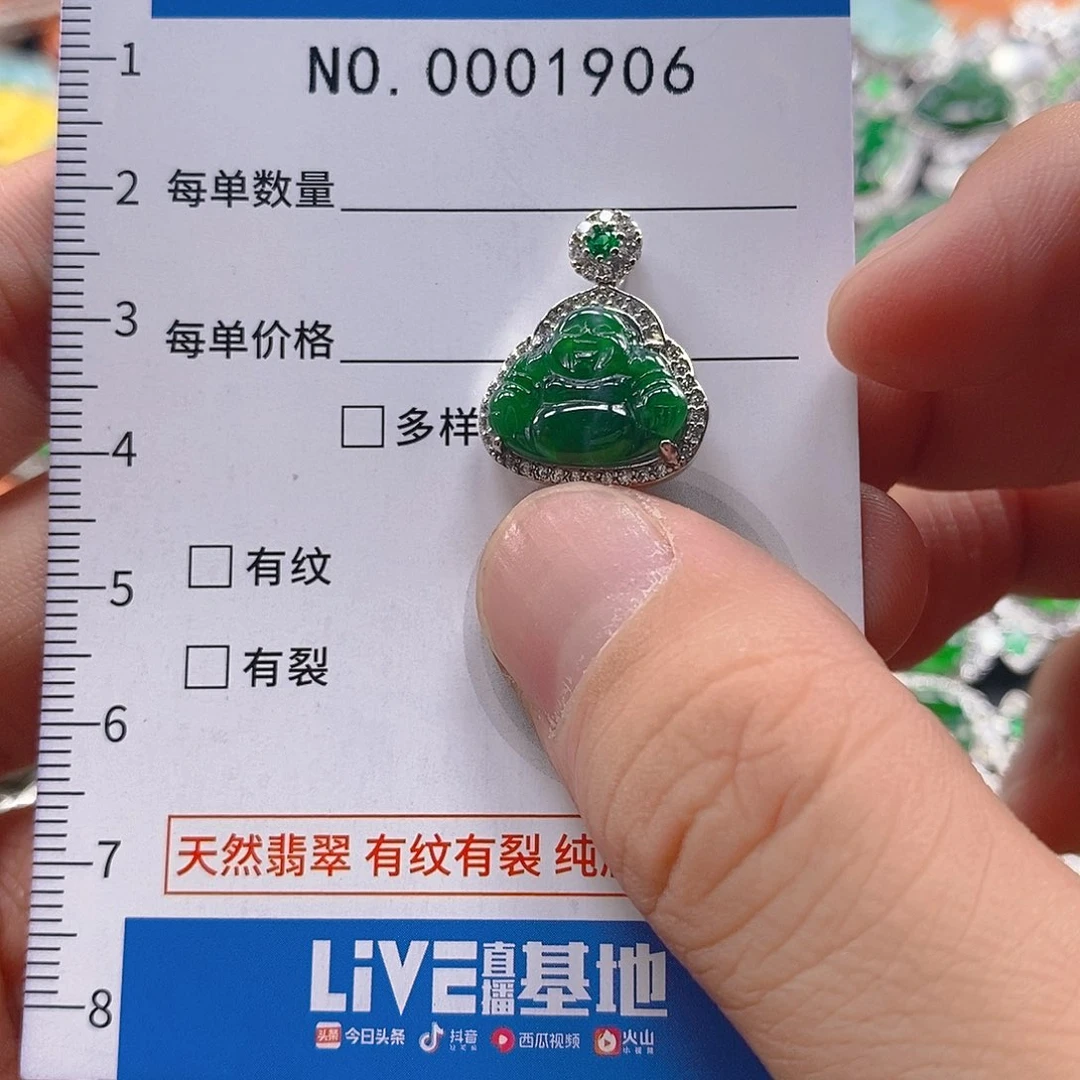 1
NO. 0001906
2
每单数量
3
每单价格
4
多样
5
有纹
有裂
6
7
天然翡翠 有纹有裂 纯
8
LiVE直播基地
头条 今日头条 抖音 西瓜视频 火山